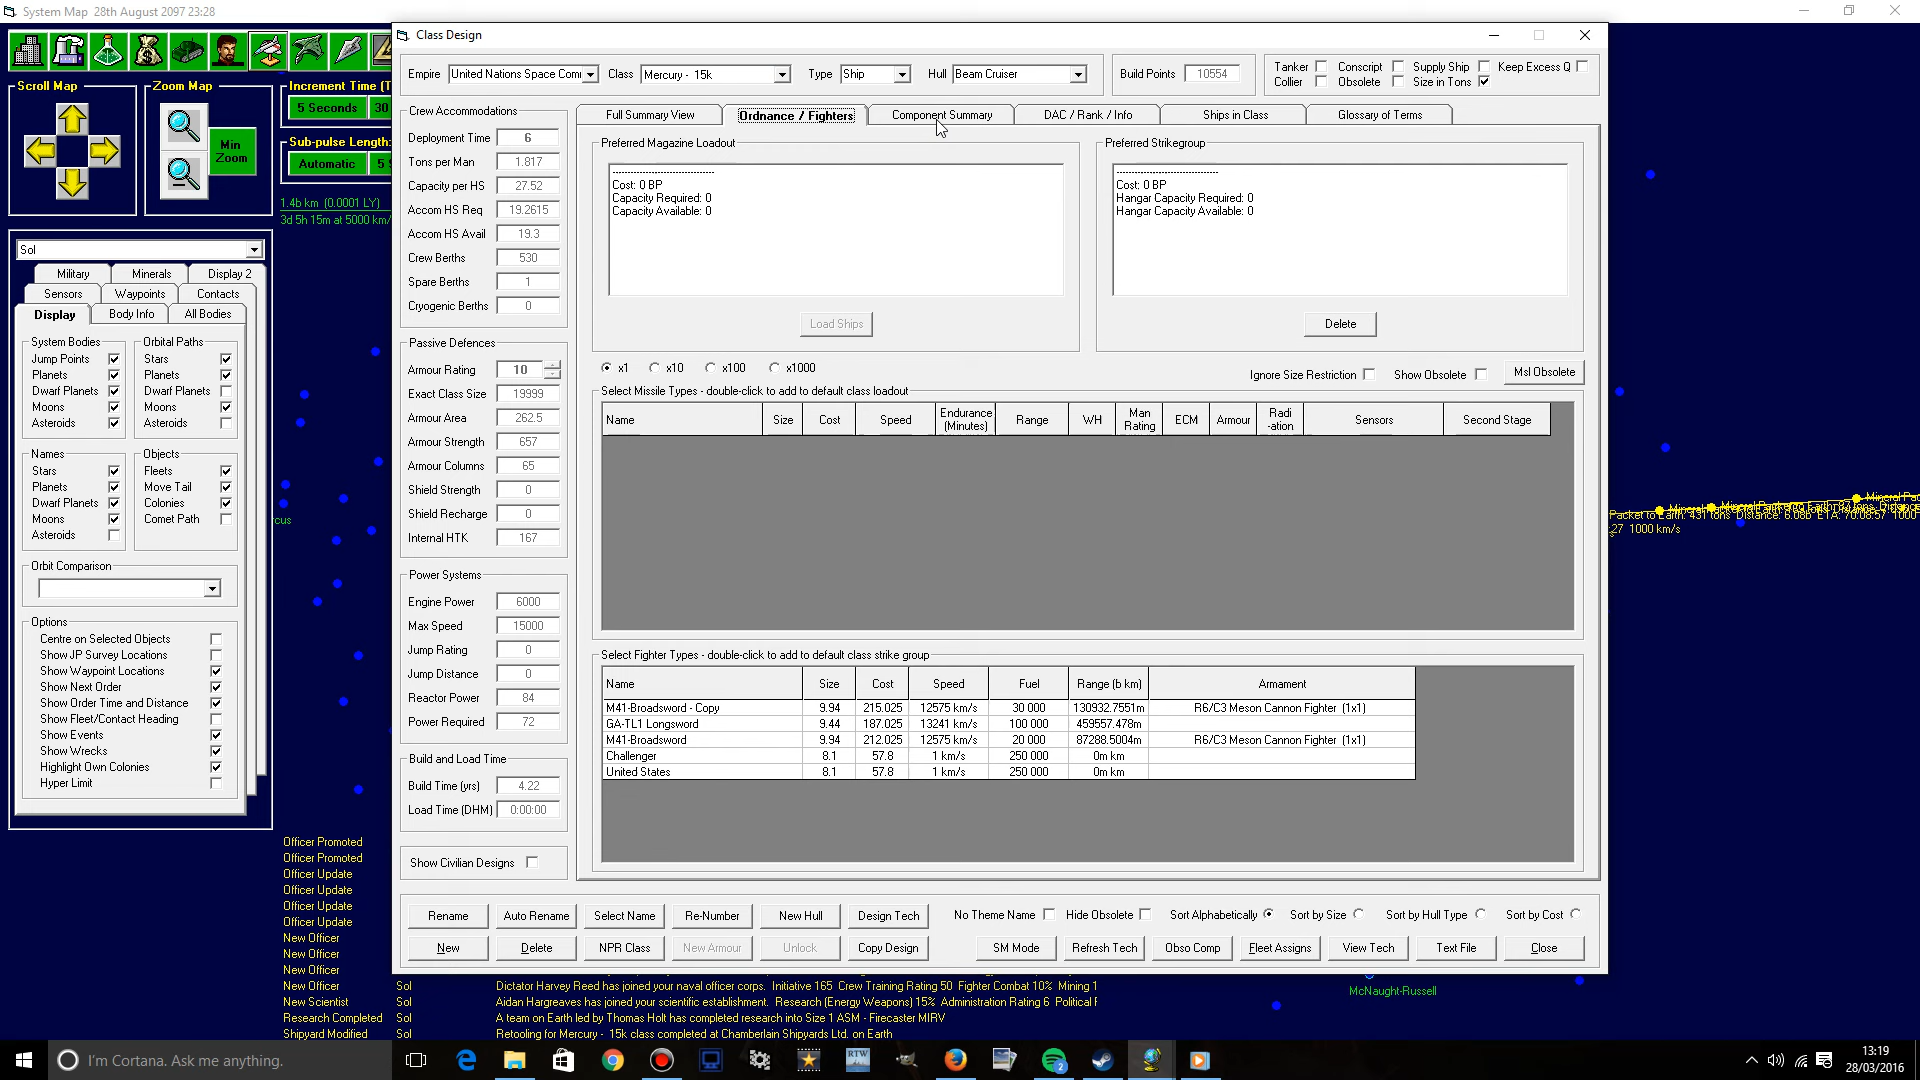 System Map  28th August 2097 23:28
Scroll Map
Zoom Map
Min Zoom
Increment Time (T
5 Seconds
30
Sub-pulse Length:
Automatic
5 S
1.4b km  (0.0001 LY)
3d 5h 15m at 5000 km/
Sol
Military
Minerals
Display 2
Sensors
Waypoints
Contacts
Display
Body Info
All Bodies
System Bodies
Jump Points
Planets
Dwarf Planets
Moons
Asteroids
Orbital Paths
Stars
Planets
Dwarf Planets
Moons
Asteroids
Names
Stars
Planets
Dwarf Planets
Moons
Asteroids
Objects
Fleets
Move Tail
Colonies
Comet Path
Orbit Comparison
Options
Centre on Selected Objects
Show JP Survey Locations
Show Waypoint Locations
Show Next Order
Show Order Time and Distance
Show Fleet/Contact Heading
Show Events
Show Wrecks
Highlight Own Colonies
Hyper Limit
cus
Class Design
Empire
United Nations Space Com
Class
Mercury -  15k
Type
Ship
Hull
Beam Cruiser
Build Points
10554
Tanker
Conscript
Supply Ship
Keep Excess Q
Collier
Obsolete
Size in Tons
Crew Accommodations
Deployment Time 6
Tons per Man 1.817
Capacity per HS 27.52
Accom HS Req 19.2615
Accom HS Avail 19.3
Crew Berths 530
Spare Berths 1
Cryogenic Berths 0
Passive Defences
Armour Rating 10
Exact Class Size 19999
Armour Area 262.5
Armour Strength 657
Armour Columns 65
Shield Strength 0
Shield Recharge 0
Internal HTK 167
Power Systems
Engine Power 6000
Max Speed 15000
Jump Rating 0
Jump Distance 0
Reactor Power 84
Power Required 72
Build and Load Time
Build Time (yrs) 4.22
Load Time (DHM) 0:00:00
Show Civilian Designs
Full Summary View
Ordnance / Fighters
Component Summary
DAC / Rank / Info
Ships in Class
Glossary of Terms
Preferred Magazine Loadout
----------------------------------
Cost: 0 BP
Capacity Required: 0
Capacity Available: 0
Load Ships
Preferred Strikegroup
----------------------------------
Cost: 0 BP
Hangar Capacity Required: 0
Hangar Capacity Available: 0
Delete
x1
x10
x100
x1000
Ignore Size Restriction
Show Obsolete
Msl Obsolete
Select Missile Types - double-click to add to default class loadout
Name Size Cost Speed Endurance (Minutes) Range WH Man Rating ECM Armour Radi -ation Sensors Second Stage
Select Fighter Types - double-click to add to default class strike group
Name Size Cost Speed Fuel Range (b km) Armament
M41-Broadsword - Copy 9.94 215.025 12575 km/s 30 000 130932.7551m R6/C3 Meson Cannon Fighter (1x1)
GA-TL1 Longsword 9.44 187.025 13241 km/s 100 000 459557.478m
M41-Broadsword 9.94 212.025 12575 km/s 20 000 87288.5004m R6/C3 Meson Cannon Fighter (1x1)
Challenger 8.1 57.8 1 km/s 250 000 0m km
United States 8.1 57.8 1 km/s 250 000 0m km
Rename
Auto Rename
Select Name
Re-Number
New Hull
Design Tech
No Theme Name
Hide Obsolete
Sort Alphabetically
Sort by Size
Sort by Hull Type
Sort by Cost
New
Delete
NPR Class
New Armour
Unlock
Copy Design
SM Mode
Refresh Tech
Obso Comp
Fleet Assigns
View Tech
Text File
Close
Packet to Earth: 431 tons  Distance: 6.08b  ETA: 70:06:57  1000
27  1000 km/s
McNaught-Russell
Officer Promoted
Officer Promoted
Officer Update
Officer Update
Officer Update
Officer Update
New Officer
New Officer
New Officer
New Officer Sol Dictator Harvey Reed has joined your naval officer corps.  Initiative 165  Crew Training Rating 50  Fighter Combat 10%  Mining 1
New Scientist Sol Aidan Hargreaves has joined your scientific establishment.  Research (Energy Weapons) 15%  Administration Rating 6  Political F
Research Completed Sol A team on Earth led by Thomas Holt has completed research into Size 1 ASM - Firecaster MIRV
Shipyard Modified Sol Retooling for Mercury -  15k class completed at Chamberlain Shipyards Ltd. on Earth
I'm Cortana. Ask me anything.
RTW
2
13:19
28/03/2016